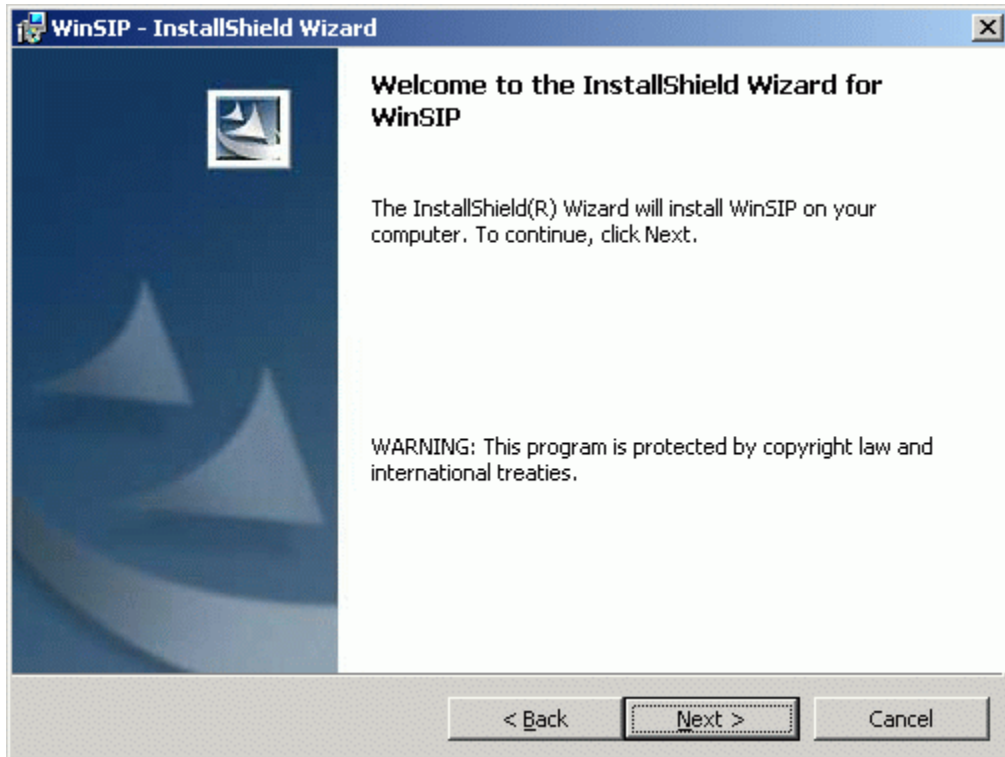 WinSIP - InstallShield Wizard
Welcome to the InstallShield Wizard for
WinSIP
The InstallShield(R) Wizard will install WinSIP on your
computer. To continue, click Next.
WARNING: This program is protected by copyright law and
international treaties.
< Back
Next >
Cancel